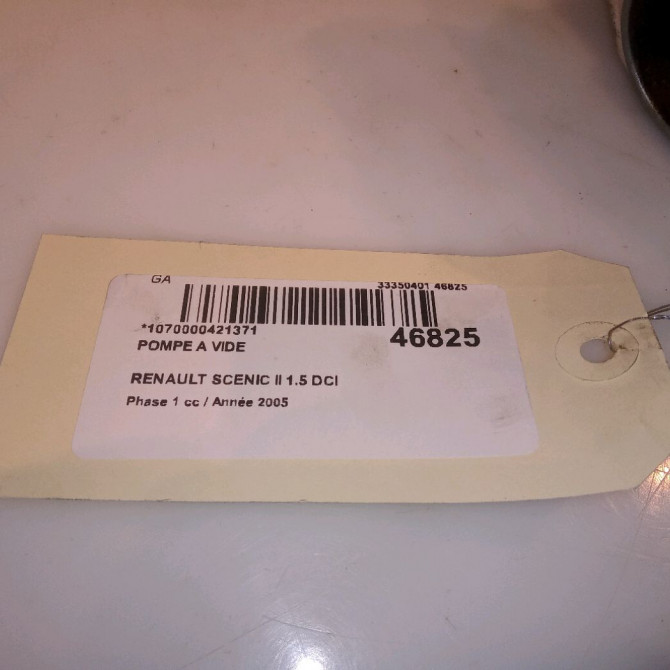 GA 33350401 46825
*1070000421371 46825
POMPE A VIDE
RENAULT SCENIC II 1.5 DCI
Phase 1 cc / Année 2005